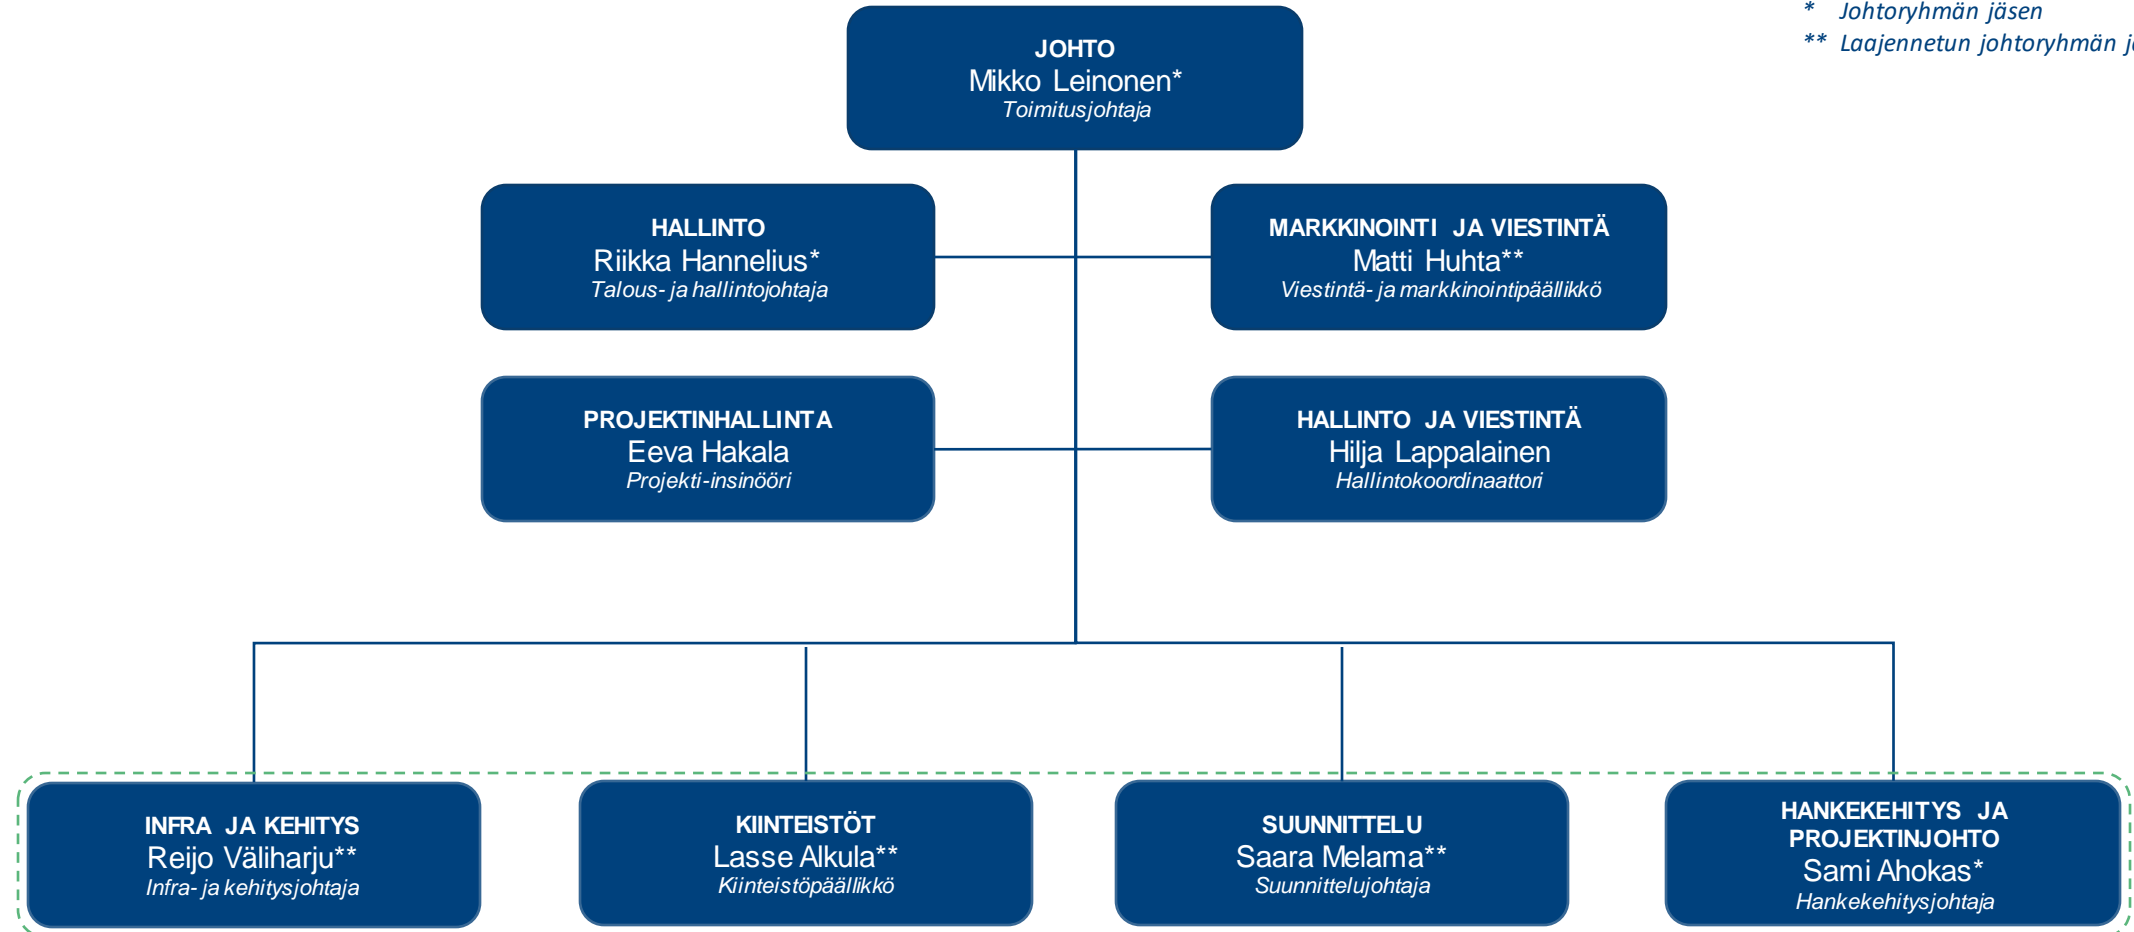 * Johtoryhmän jäsen
** Laajennetun johtoryhmän
JOHTO
Mikko Leinonen*
Toimitusjohtaja
HALLINTO
Riikka Hannelius*
Talous- ja hallintojohtaja
MARKKINOINTI JA VIESTINTÄ
Matti Huhta**
Viestintä- ja markkinointipäällikkö
PROJEKTINHALLINTA
Eeva Hakala
Projekti-insinööri
HALLINTO JA VIESTINTÄ
Hilja Lappalainen
Hallintokoordinaattori
INFRA JA KEHITYS
Reijo Väliharju**
Infra- ja kehitysjohtaja
KIINTEISTÖT
Lasse Alkula**
Kiinteistöpäällikkö
SUUNNITTELU
Saara Melama**
Suunnittelujohtaja
HANKEKEHITYS JA
PROJEKTINJOHTO
Sami Ahokas*
Hankekehitysjohtaja